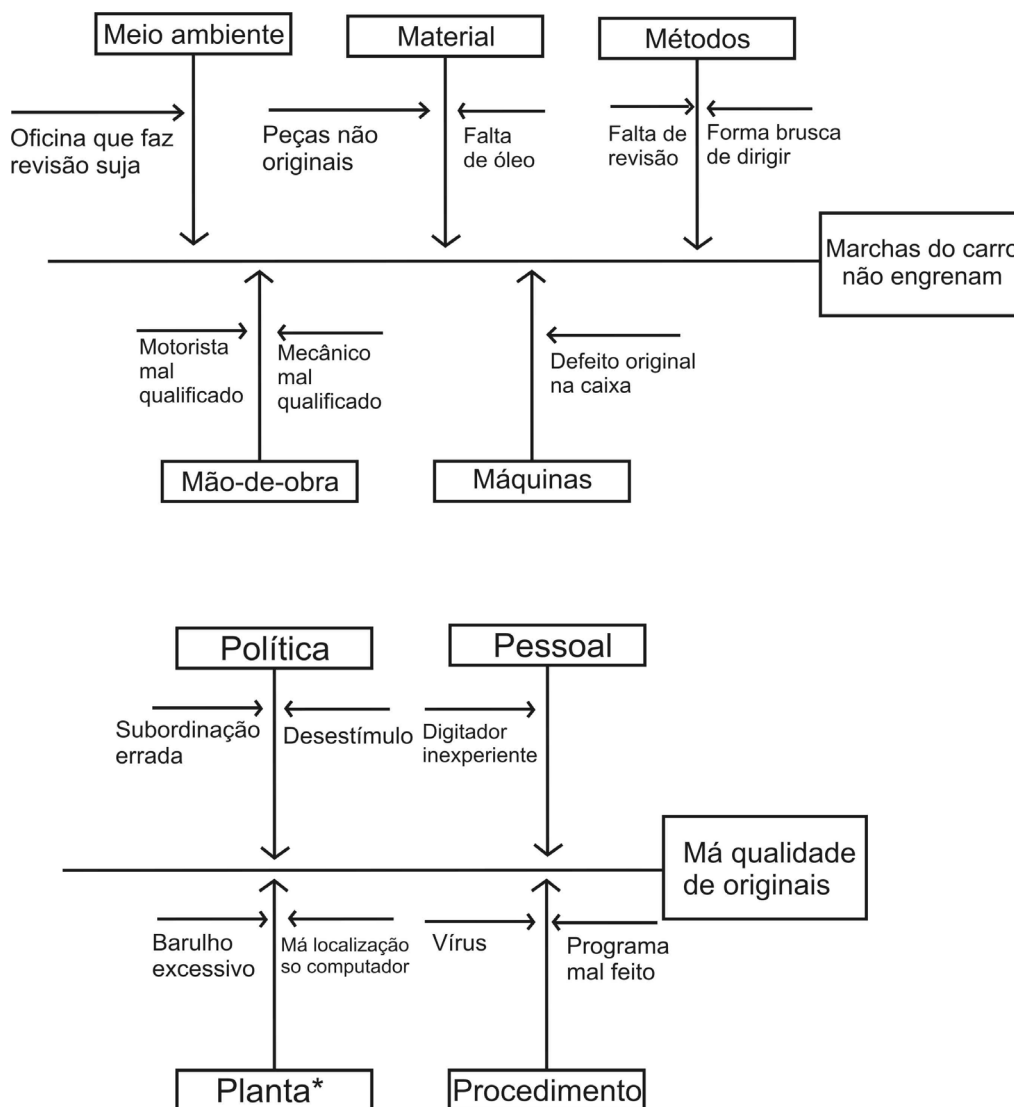 Meio ambiente
Material
Métodos
Oficina que faz
revisão suja
Peças não
originais
Falta
de óleo
Falta de
revisão
Forma brusca
de dirigir
Marchas do carro
não engrenam
Motorista
mal
qualificado
Mecânico
mal
qualificado
Defeito original
na caixa
Mão-de-obra
Máquinas
Política
Pessoal
Subordinação
errada
Desestímulo
Digitador
inexperiente
Má qualidade
de originais
Barulho
excessivo
Má localização
so computador
Vírus
Programa
mal feito
Planta*
Procedimento